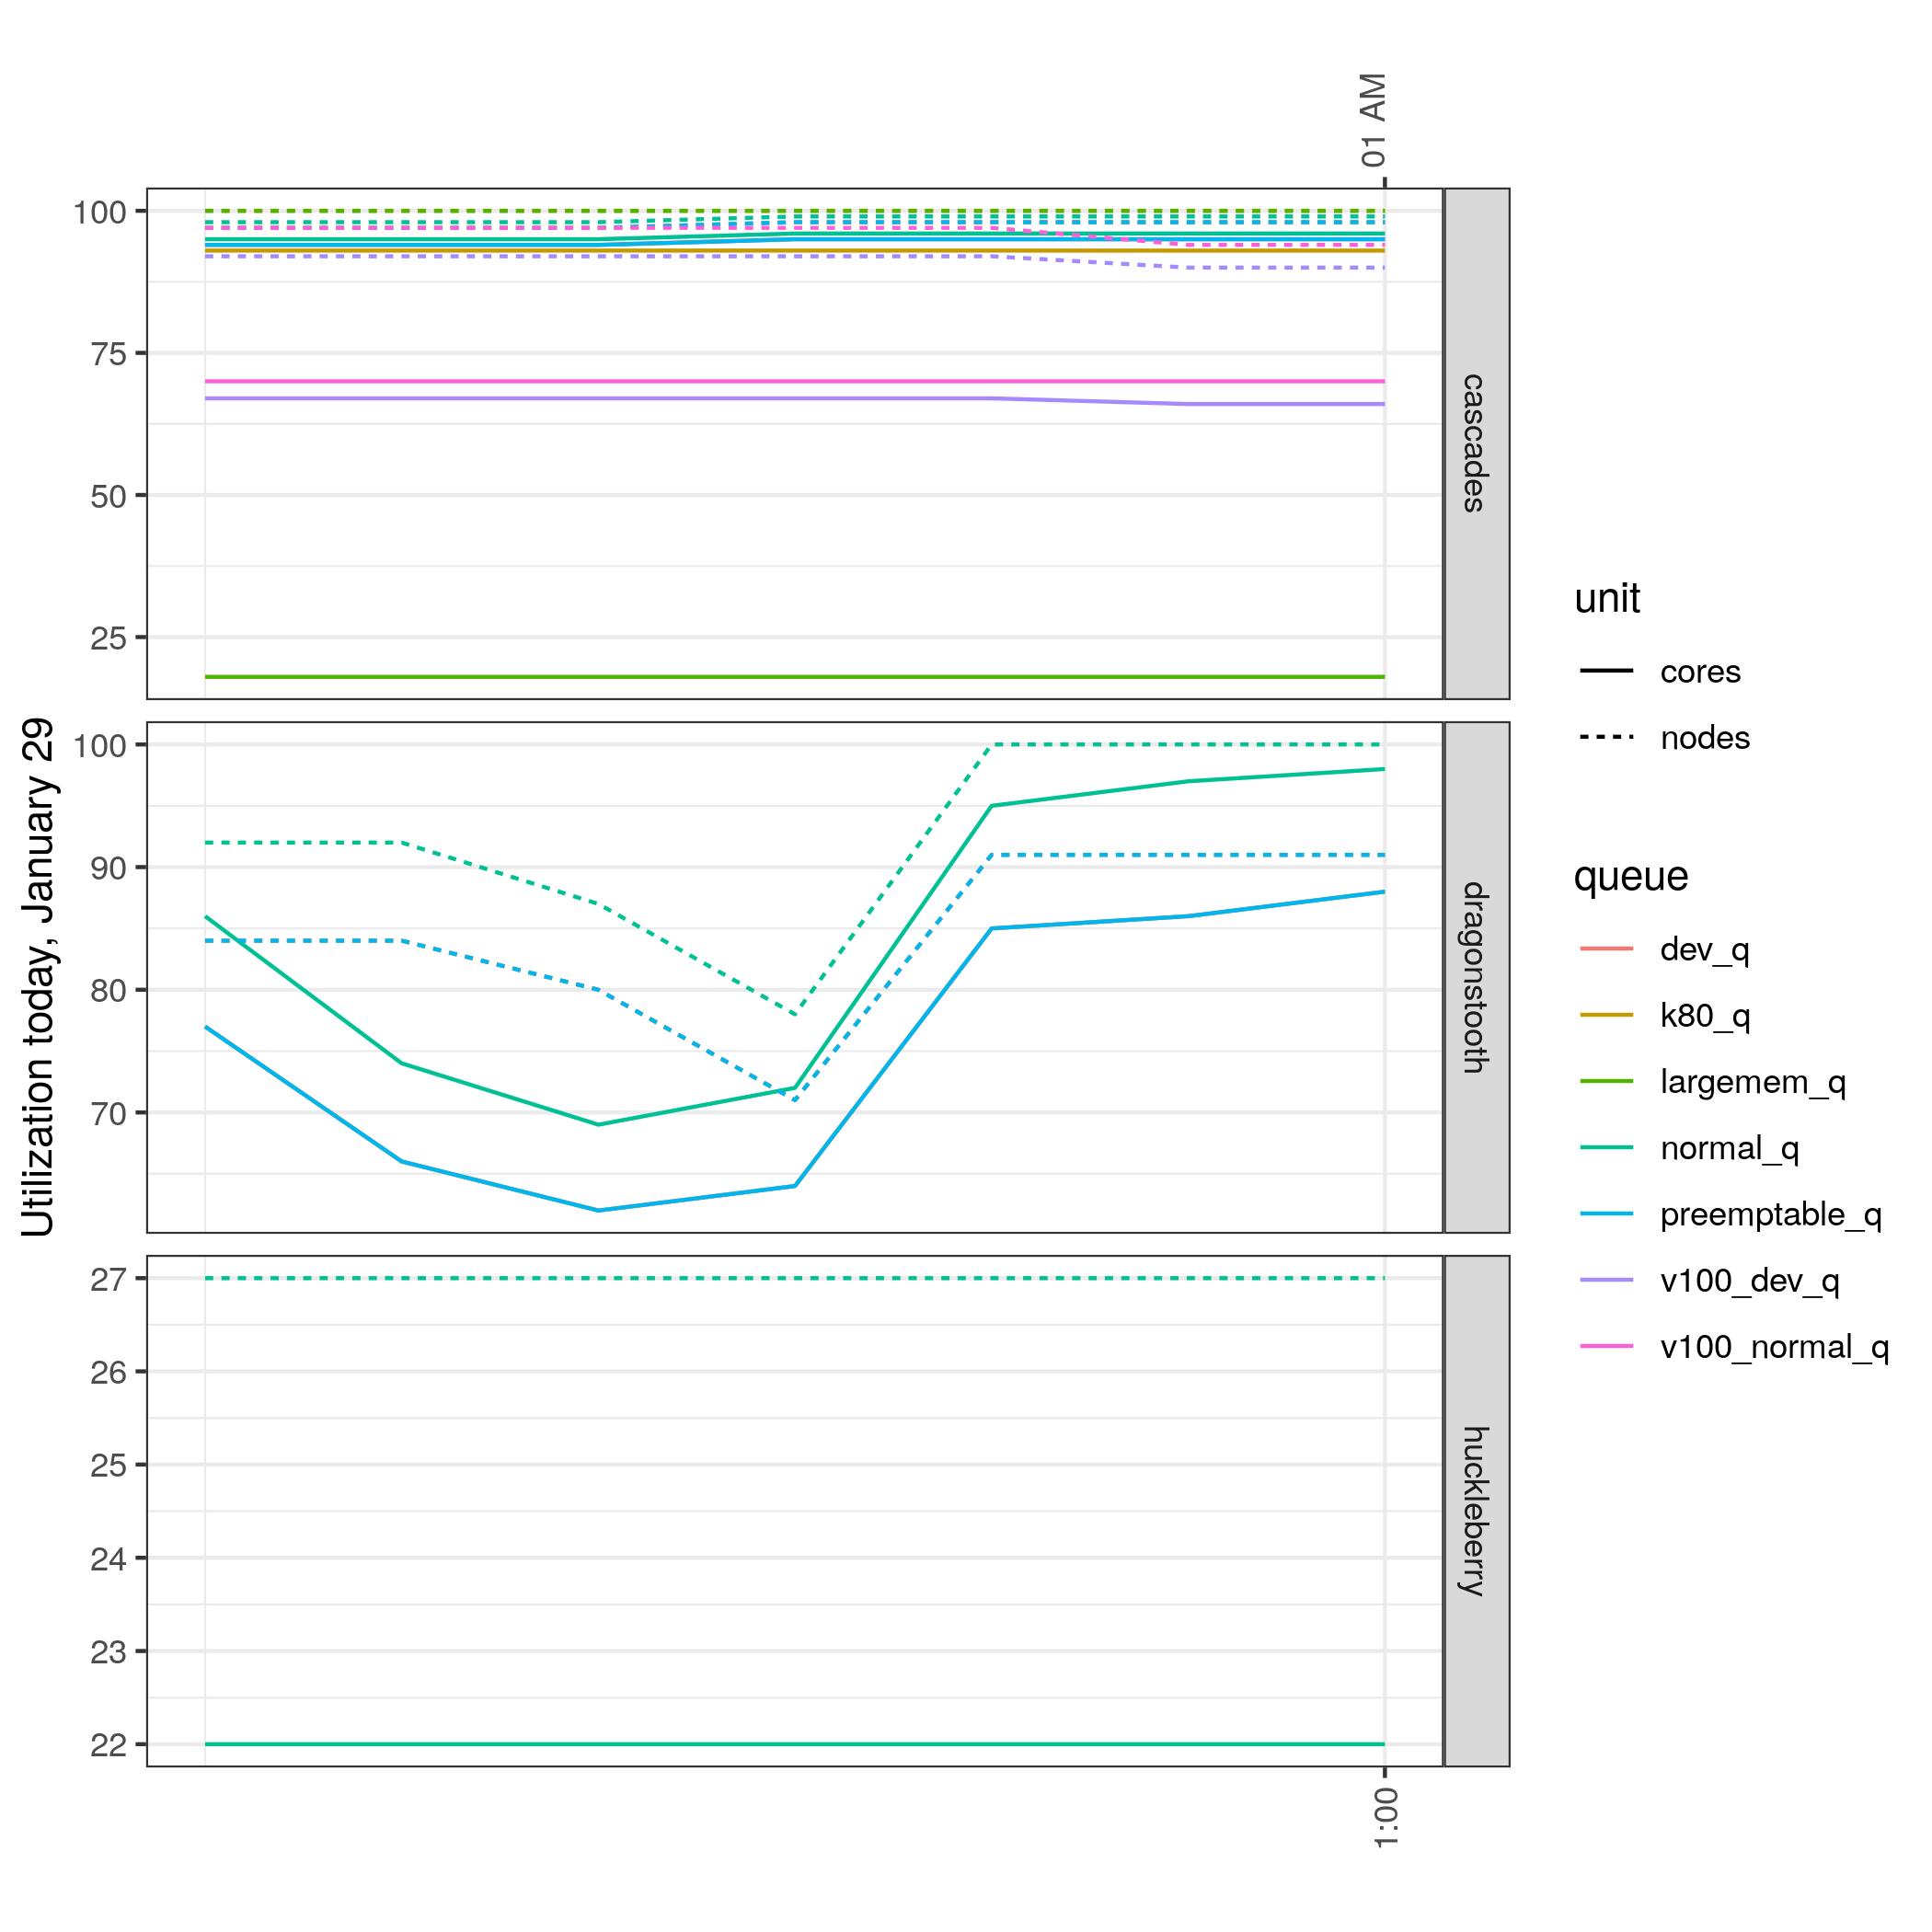 01 AM
100
75
50
25
cascades
Utilization today, January 29
100
90
80
70
dragonstooth
27
26
25
24
23
22
huckleberry
1:00
unit
cores
nodes
queue
dev_q
k80_q
largemem_q
normal_q
preemptable_q
v100_dev_q
v100_normal_q